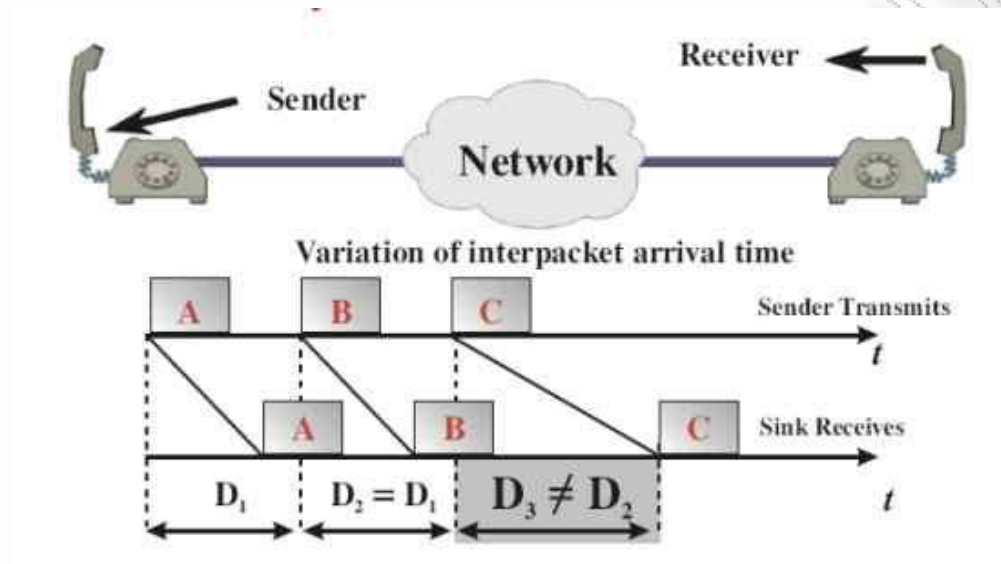 Receiver
Sender
Network
Variation of interpacket arrival time
A B C Sender Transmits
t
A B C Sink Receives
D₁ D₂ = D₁ D₃ ≠ D₂ t